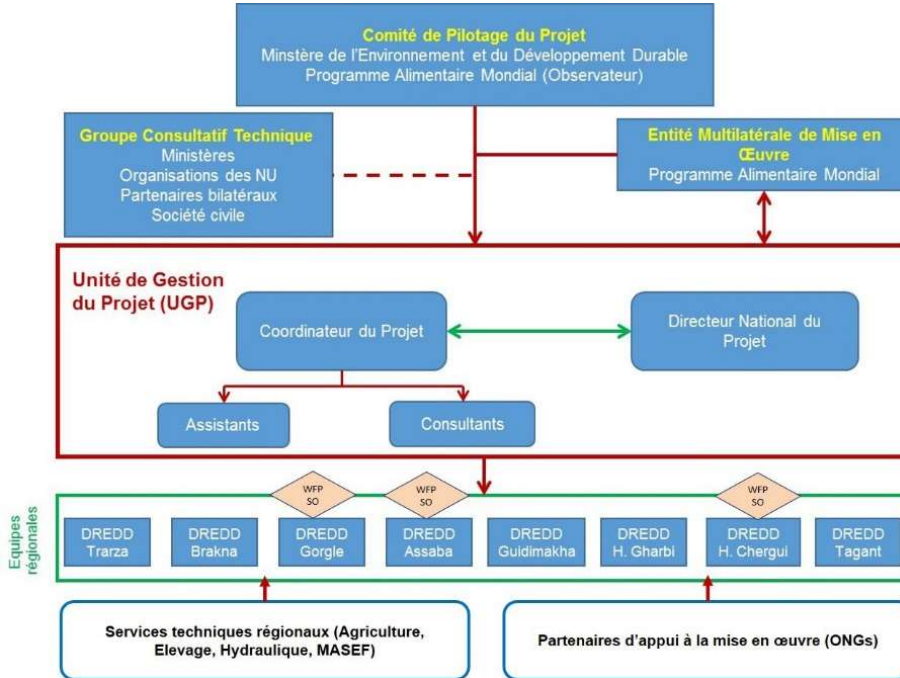 Comité de Pilotage du Projet
Minstère de l'Environnement et du Développement Durable
Programme Alimentaire Mondial (Observateur)
Groupe Consultatif Technique
Ministères
Organisations des NU
Partenaires bilatéraux
Société civile
Entité Multilatérale de Mise en
Œuvre
Programme Alimentaire Mondial
Unité de Gestion
du Projet (UGP)
Coordinateur du Projet
Directeur National du
Projet
Assistants
Consultants
WFP
SO
WFP
SO
WFP
SO
Equipes
régionales
DREDD
Trarza
DREDD
Brakna
DREDD
Gorgle
DREDD
Assaba
DREDD
Guidimakha
DREDD
H. Gharbi
DREDD
H. Chergui
DREDD
Tagant
Services techniques régionaux (Agriculture,
Elevage, Hydraulique, MASEF)
Partenaires d'appui à la mise en œuvre (ONGs)